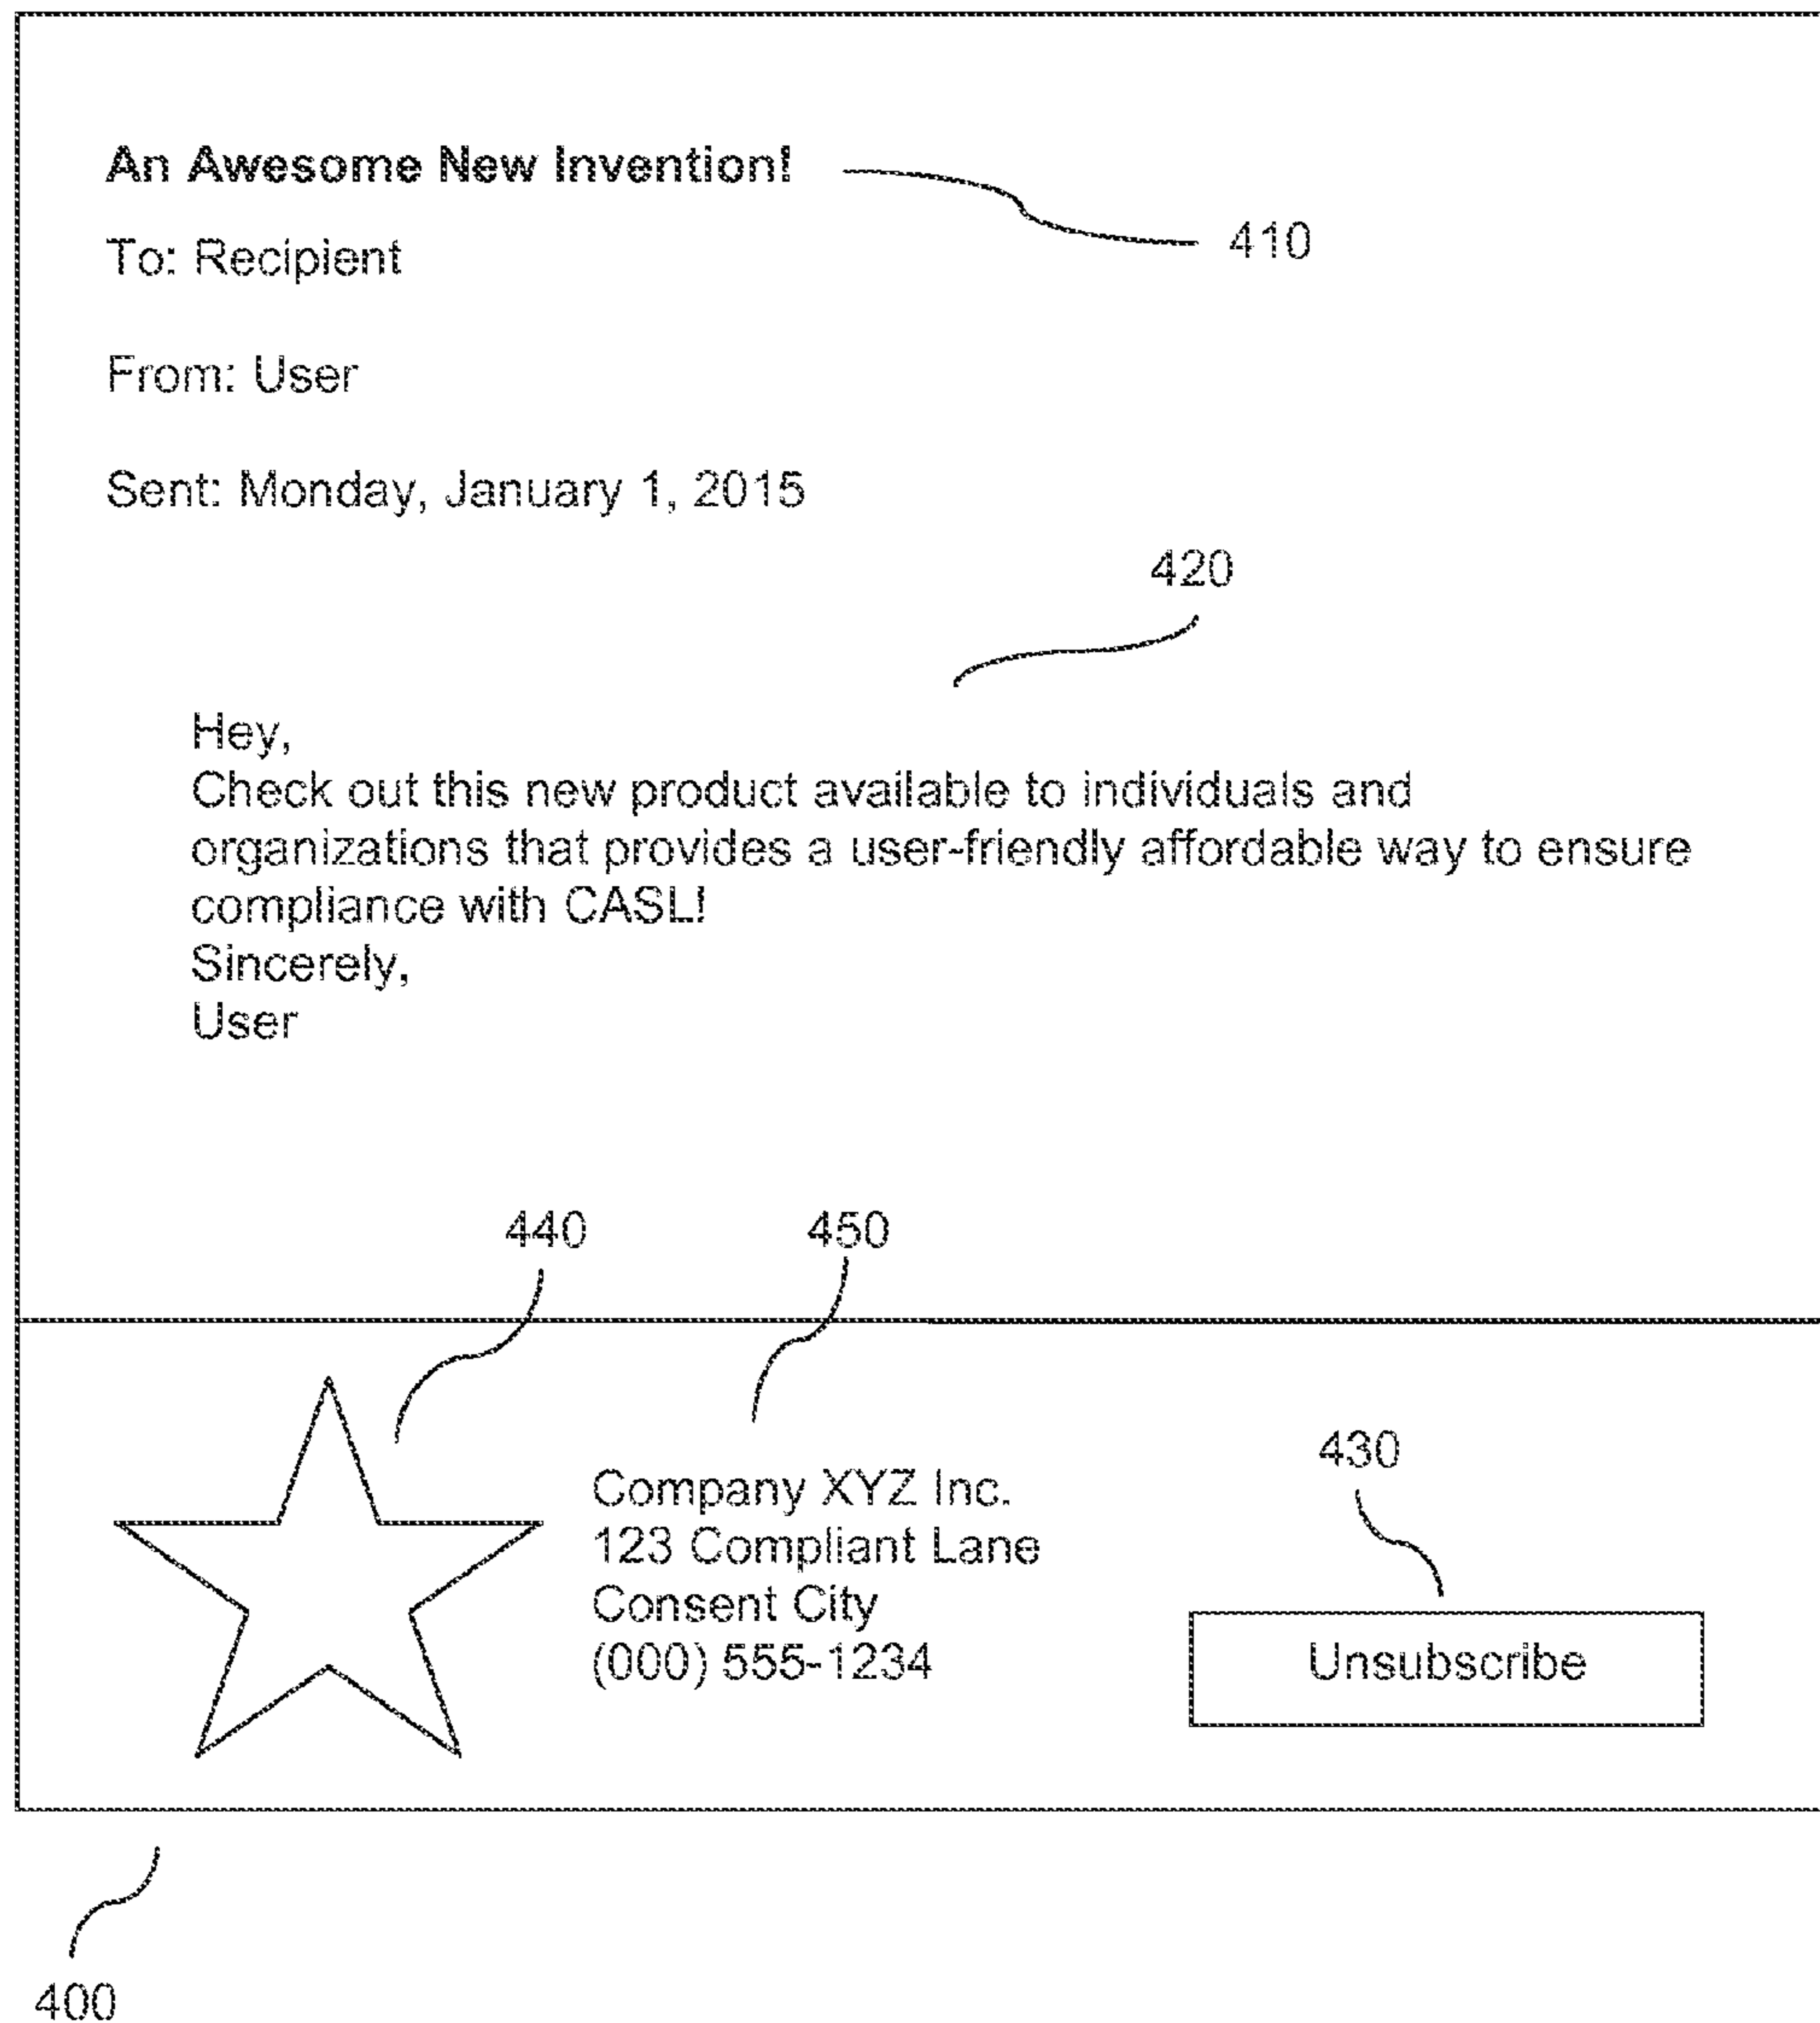 An Awesome New Invention!
410
To: Recipient
From: User
Sent: Monday, January 1, 2015
420
Hey,
Check out this new product available to individuals and
organizations that provides a user-friendly affordable way to ensure
compliance with CASL!
Sincerely,
User
440
450
430
Company XYZ Inc.
123 Compliant Lane
Consent City
(000) 555-1234
Unsubscribe
400